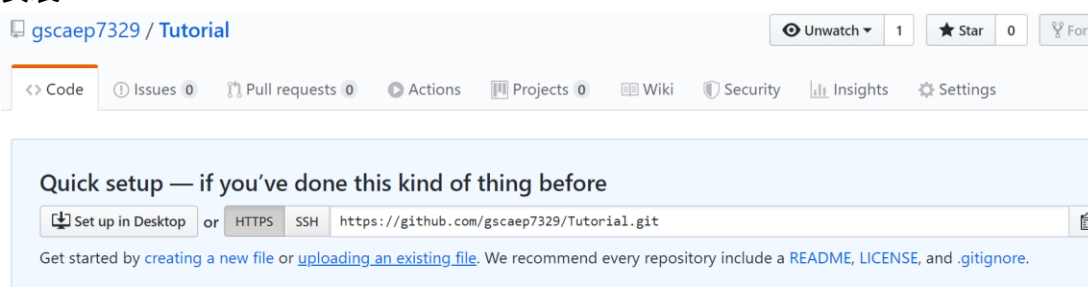 gscaep7329 / Tutorial
Unwatch 1 Star 0
Code Issues 0 Pull requests 0 Actions Projects 0 Wiki Security Insights Settings
Quick setup — if you've done this kind of thing before
Set up in Desktop or HTTPS SSH https://github.com/gscaep7329/Tutorial.git
Get started by creating a new file or uploading an existing file. We recommend every repository include a README, LICENSE, and .gitignore.